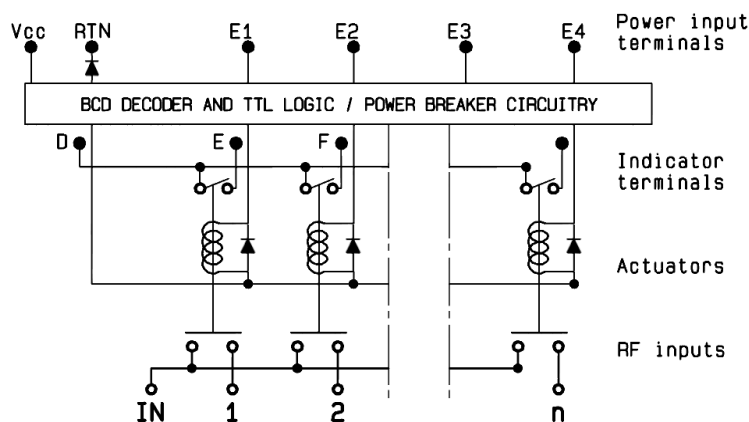 Vcc RTN E1 E2 E3 E4 Power input
terminals
BCD DECODER AND TTL LOGIC / POWER BREAKER CIRCUITRY
D E F Indicator
terminals
Actuators
RF inputs
IN 1 2 n